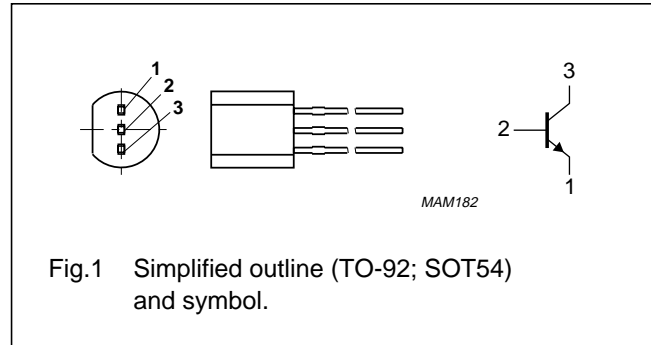 1
2
3
3
2
1
MAM182
Fig.1 Simplified outline (TO-92; SOT54)
and symbol.